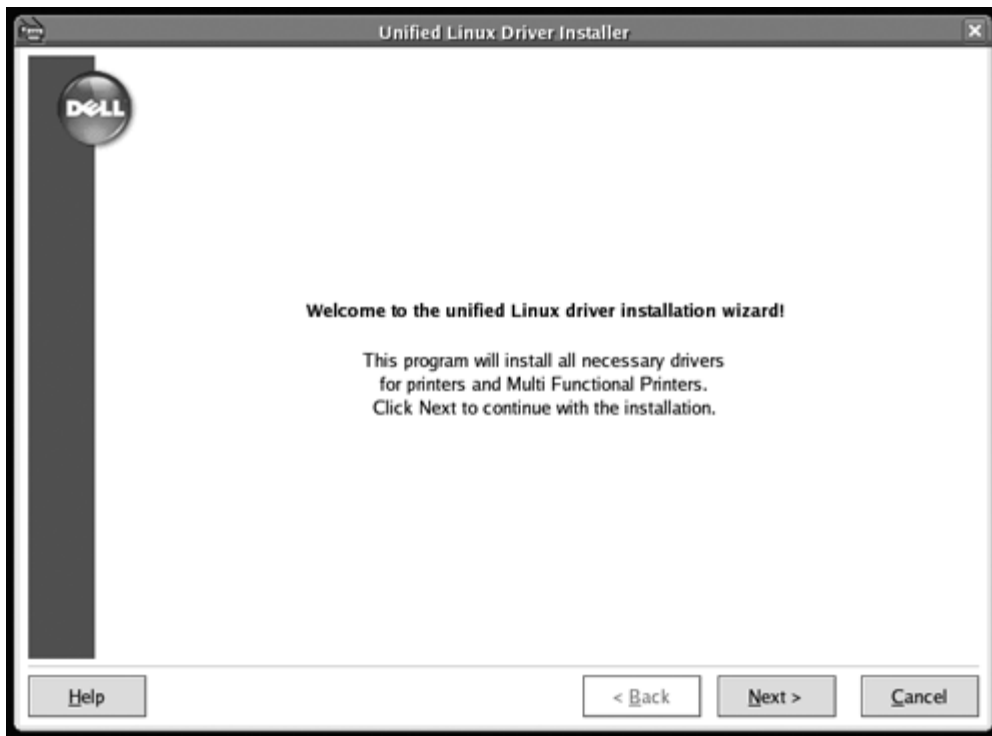 Unified Linux Driver Installer
DELL
Welcome to the unified Linux driver installation wizard!
This program will install all necessary drivers
for printers and Multi Functional Printers.
Click Next to continue with the installation.
Help
< Back
Next >
Cancel